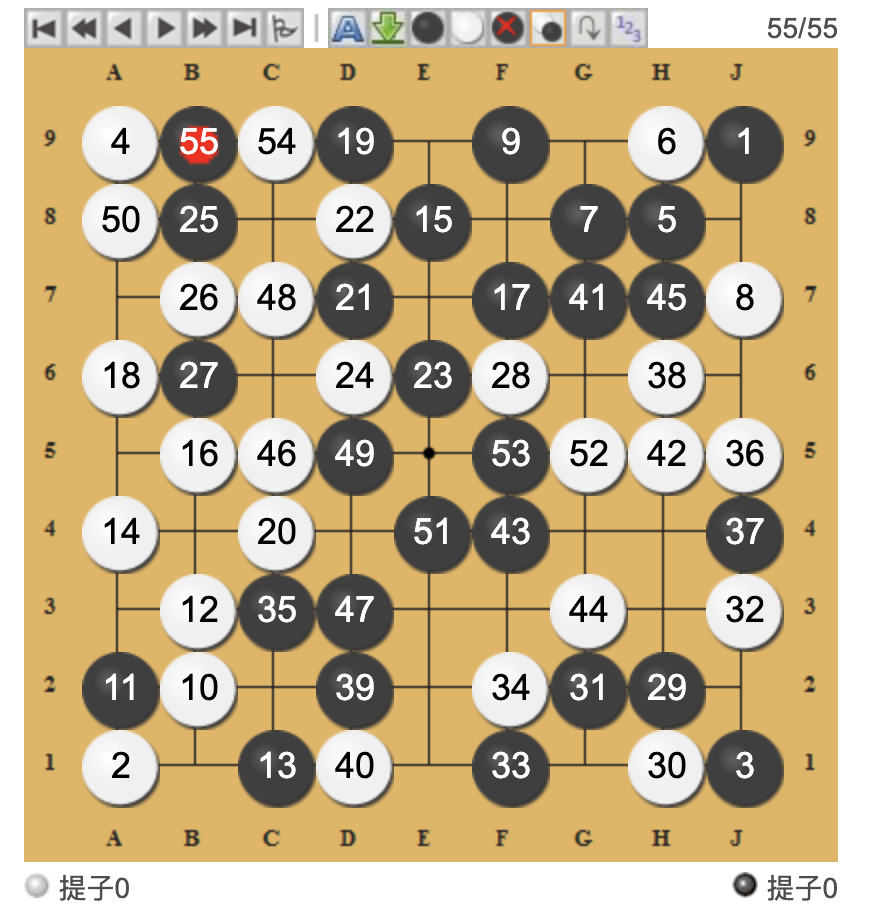 A 123 55/55
A B C D E F G H J
9 4 55 54 19 9 6 1 9
8 50 25 22 15 7 5 8
7 26 48 21 17 41 45 8 7
6 18 27 24 23 28 38 6
5 16 46 49 53 52 42 36 5
4 14 20 51 43 37 4
3 12 35 47 44 32 3
2 11 10 39 34 31 29 2
1 2 13 40 33 30 3 1
A B C D E F G H J
提子0 提子0